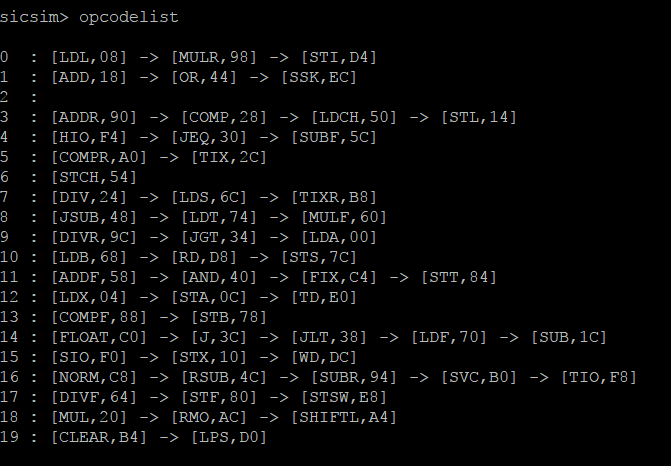 sicsim> opcodelist
0 : [LDL,08] -> [MULR,98] -> [STI,D4]
1 : [ADD,18] -> [OR,44] -> [SSK,EC]
2 :
3 : [ADDR,90] -> [COMP,28] -> [LDCH,50] -> [STL,14]
4 : [HIO,F4] -> [JEQ,30] -> [SUBF,5C]
5 : [COMPR,A0] -> [TIX,2C]
6 : [STCH,54]
7 : [DIV,24] -> [LDS,6C] -> [TIXR,B8]
8 : [JSUB,48] -> [LDT,74] -> [MULF,60]
9 : [DIVR,9C] -> [JGT,34] -> [LDA,00]
10 : [LDB,68] -> [RD,D8] -> [STS,7C]
11 : [ADDF,58] -> [AND,40] -> [FIX,C4] -> [STT,84]
12 : [LDX,04] -> [STA,0C] -> [TD,E0]
13 : [COMPF,88] -> [STB,78]
14 : [FLOAT,C0] -> [J,3C] -> [JLT,38] -> [LDF,70] -> [SUB,1C]
15 : [SIO,F0] -> [STX,10] -> [WD,DC]
16 : [NORM,C8] -> [RSUB,4C] -> [SUBR,94] -> [SVC,B0] -> [TIO,F8]
17 : [DIVF,64] -> [STF,80] -> [STSW,E8]
18 : [MUL,20] -> [RMO,AC] -> [SHIFTL,A4]
19 : [CLEAR,B4] -> [LPS,D0]